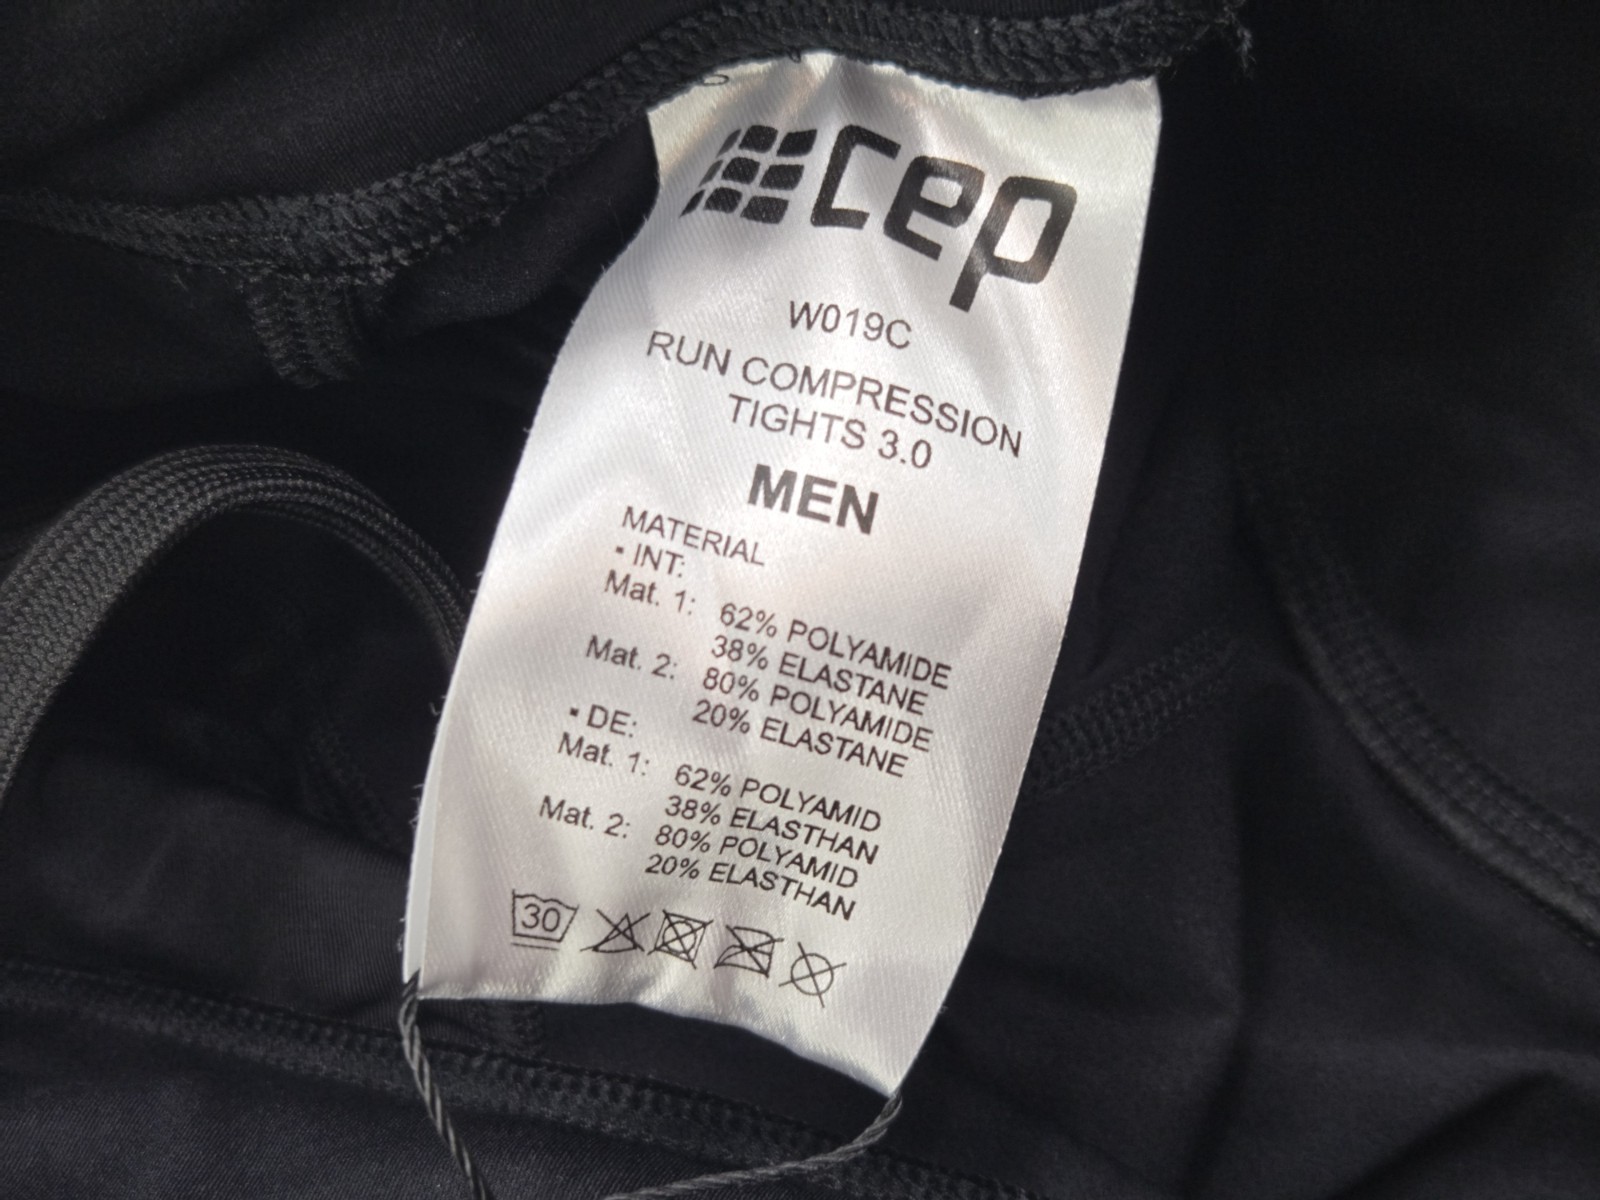 cep
W019C
RUN COMPRESSION
TIGHTS 3.0
MEN
MATERIAL
▪ INT:
Mat. 1: 62% POLYAMIDE
38% ELASTANE
Mat. 2: 80% POLYAMIDE
20% ELASTANE
▪ DE:
Mat. 1: 62% POLYAMID
38% ELASTHAN
Mat. 2: 80% POLYAMID
20% ELASTHAN
30